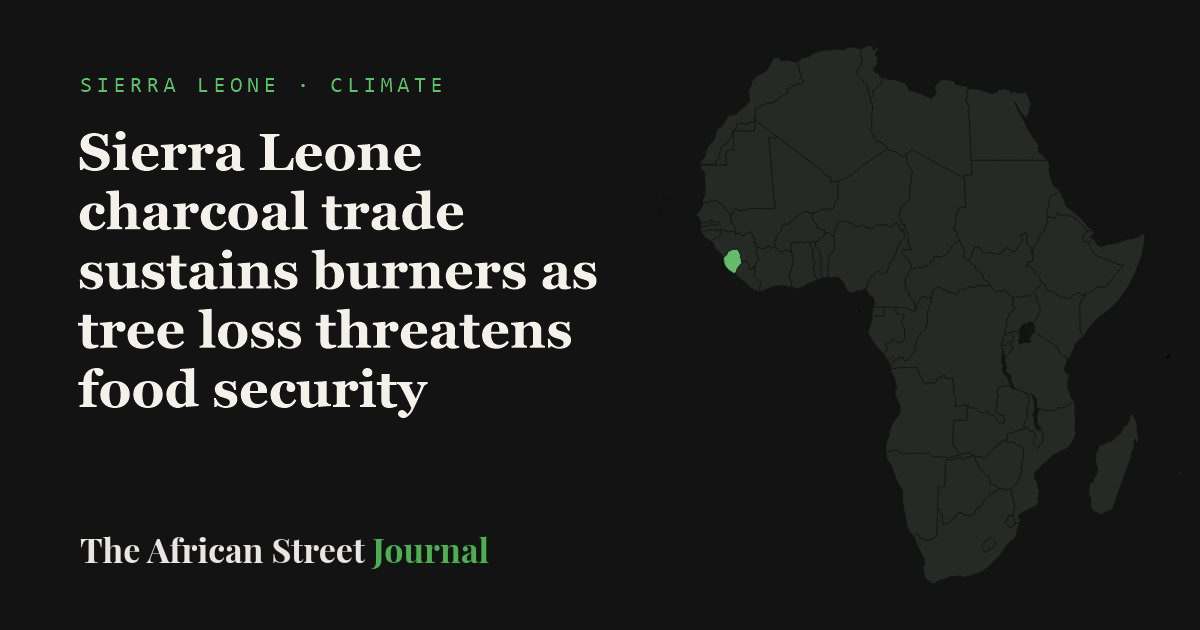 SIERRA LEONE · CLIMATE
Sierra Leone
charcoal trade
sustains burners as
tree loss threatens
food security
The African Street Journal